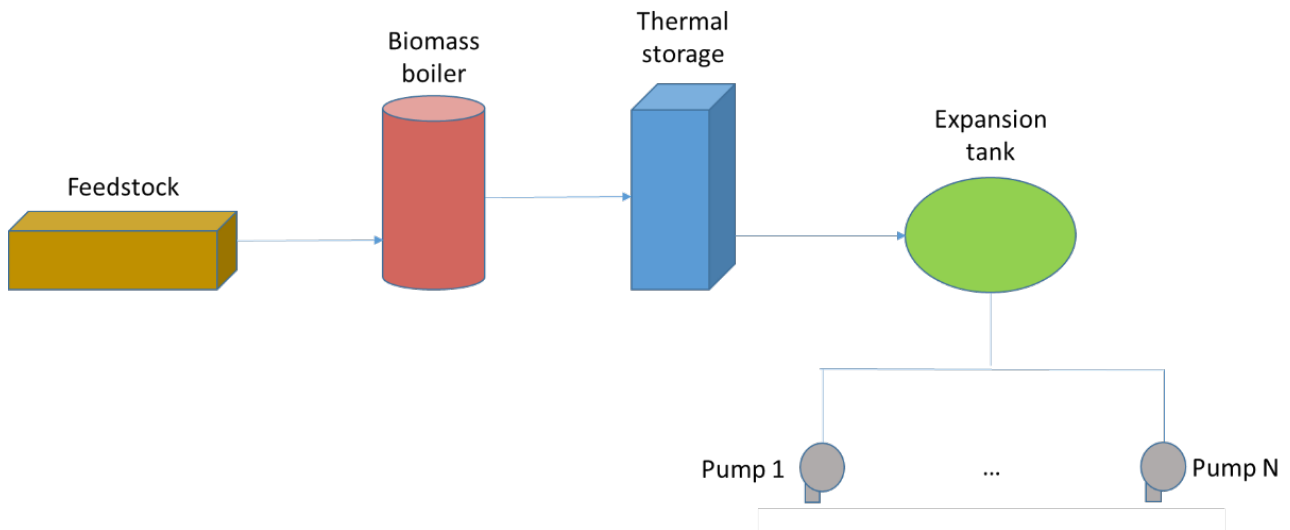 Feedstock
Biomass
boiler
Thermal
storage
Expansion
tank
Pump 1
...
Pump N